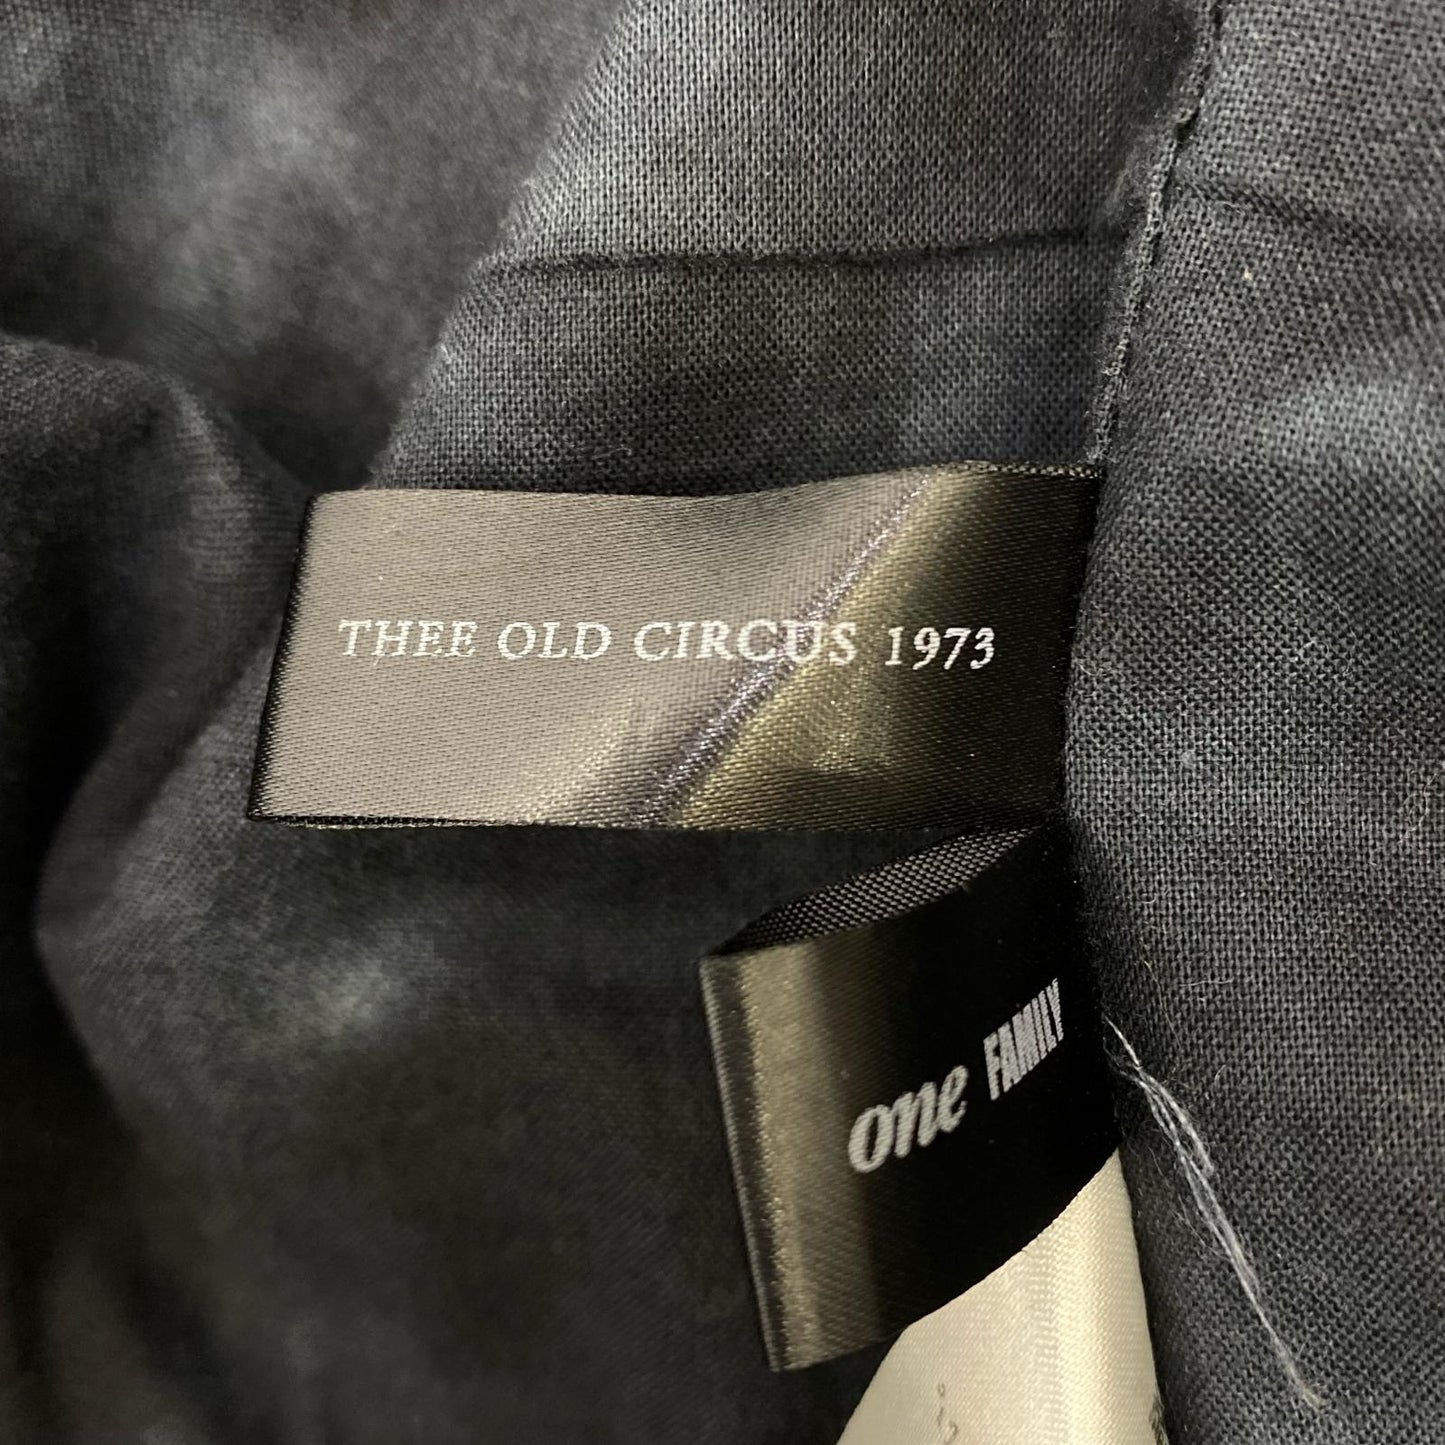 THEE OLD CIRCUS 1973
one FAMILY